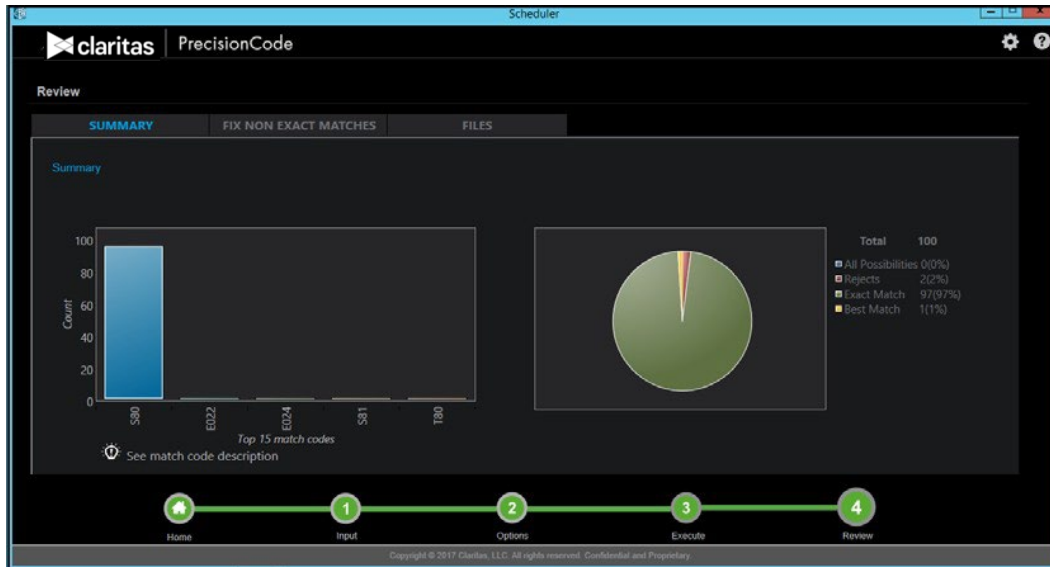 Scheduler
claritas PrecisionCode
Review
SUMMARY FIX NON EXACT MATCHES FILES
Summary
100
80
60
40
20
0
Count
S80 E022 E024 S81 T80
Top 15 match codes
See match code description
Total 100
All Possibilities 0(0%)
Rejects 2(2%)
Exact Match 97(97%)
Best Match 1(1%)
1 2 3 4
Home Input Options Execute Review
Copyright © 2017 Claritas, LLC. All rights reserved. Confidential and Proprietary.